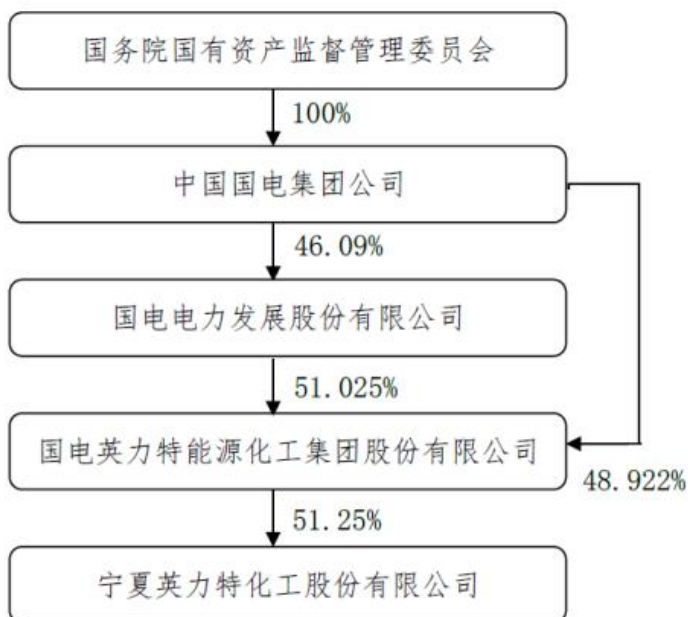 国务院国有资产监督管理委员会
100%
中国国电集团公司
46.09%
国电电力发展股份有限公司
51.025%
国电英力特能源化工集团股份有限公司
48.922%
51.25%
宁夏英力特化工股份有限公司